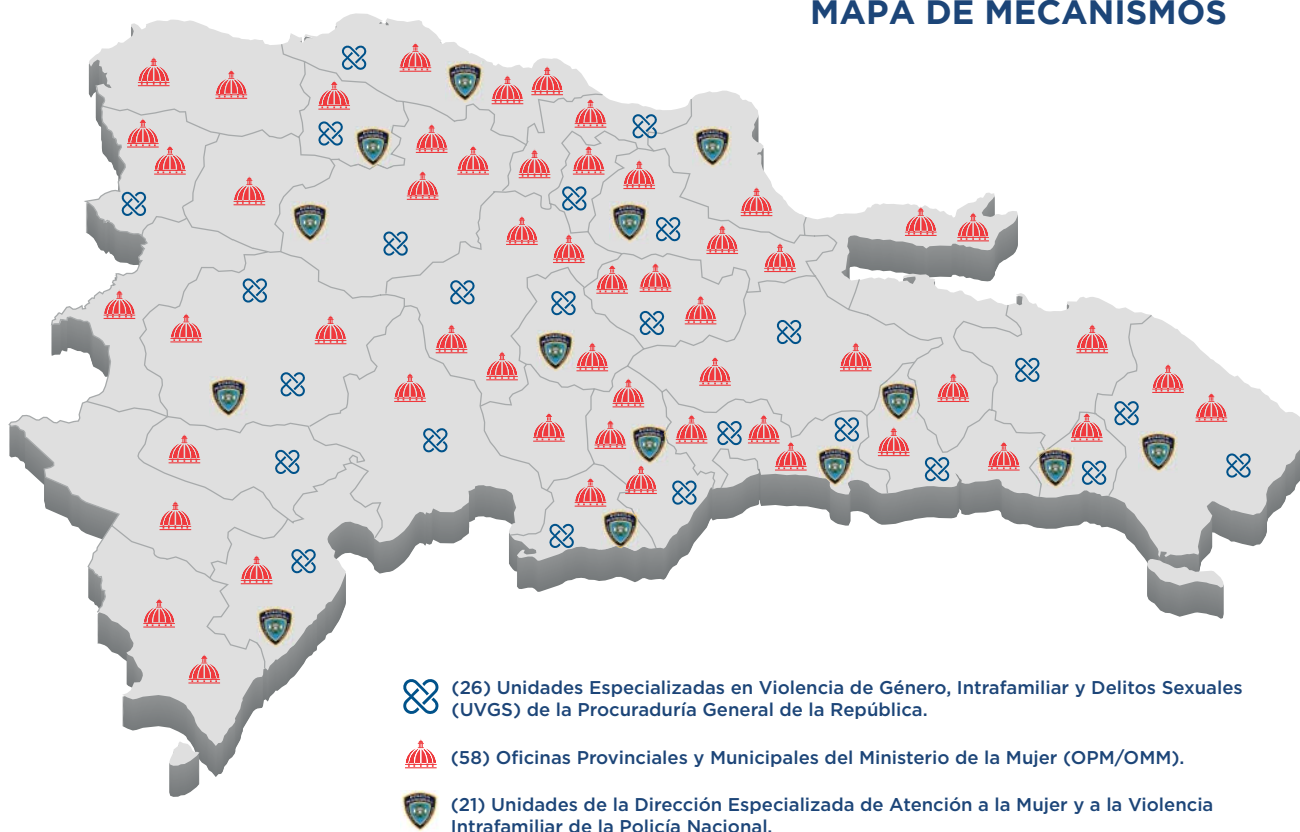 MAPA DE MECANISMOS
(26) Unidades Especializadas en Violencia de Género, Intrafamiliar y Delitos Sexuales
(UVGS) de la Procuraduría General de la República.
(58) Oficinas Provinciales y Municipales del Ministerio de la Mujer (OPM/OMM).
(21) Unidades de la Dirección Especializada de Atención a la Mujer y a la Violencia
Intrafamiliar de la Policía Nacional.